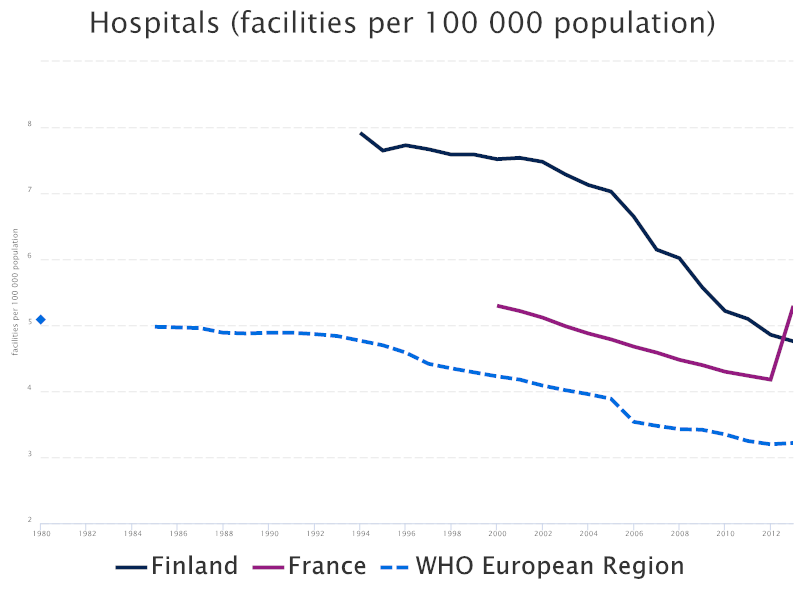 Hospitals (facilities per 100 000 population)
facilities per 100 000 population
8
7
6
5
4
3
2
1980 1982 1984 1986 1988 1990 1992 1994 1996 1998 2000 2002 2004 2006 2008 2010 2012
Finland France WHO European Region